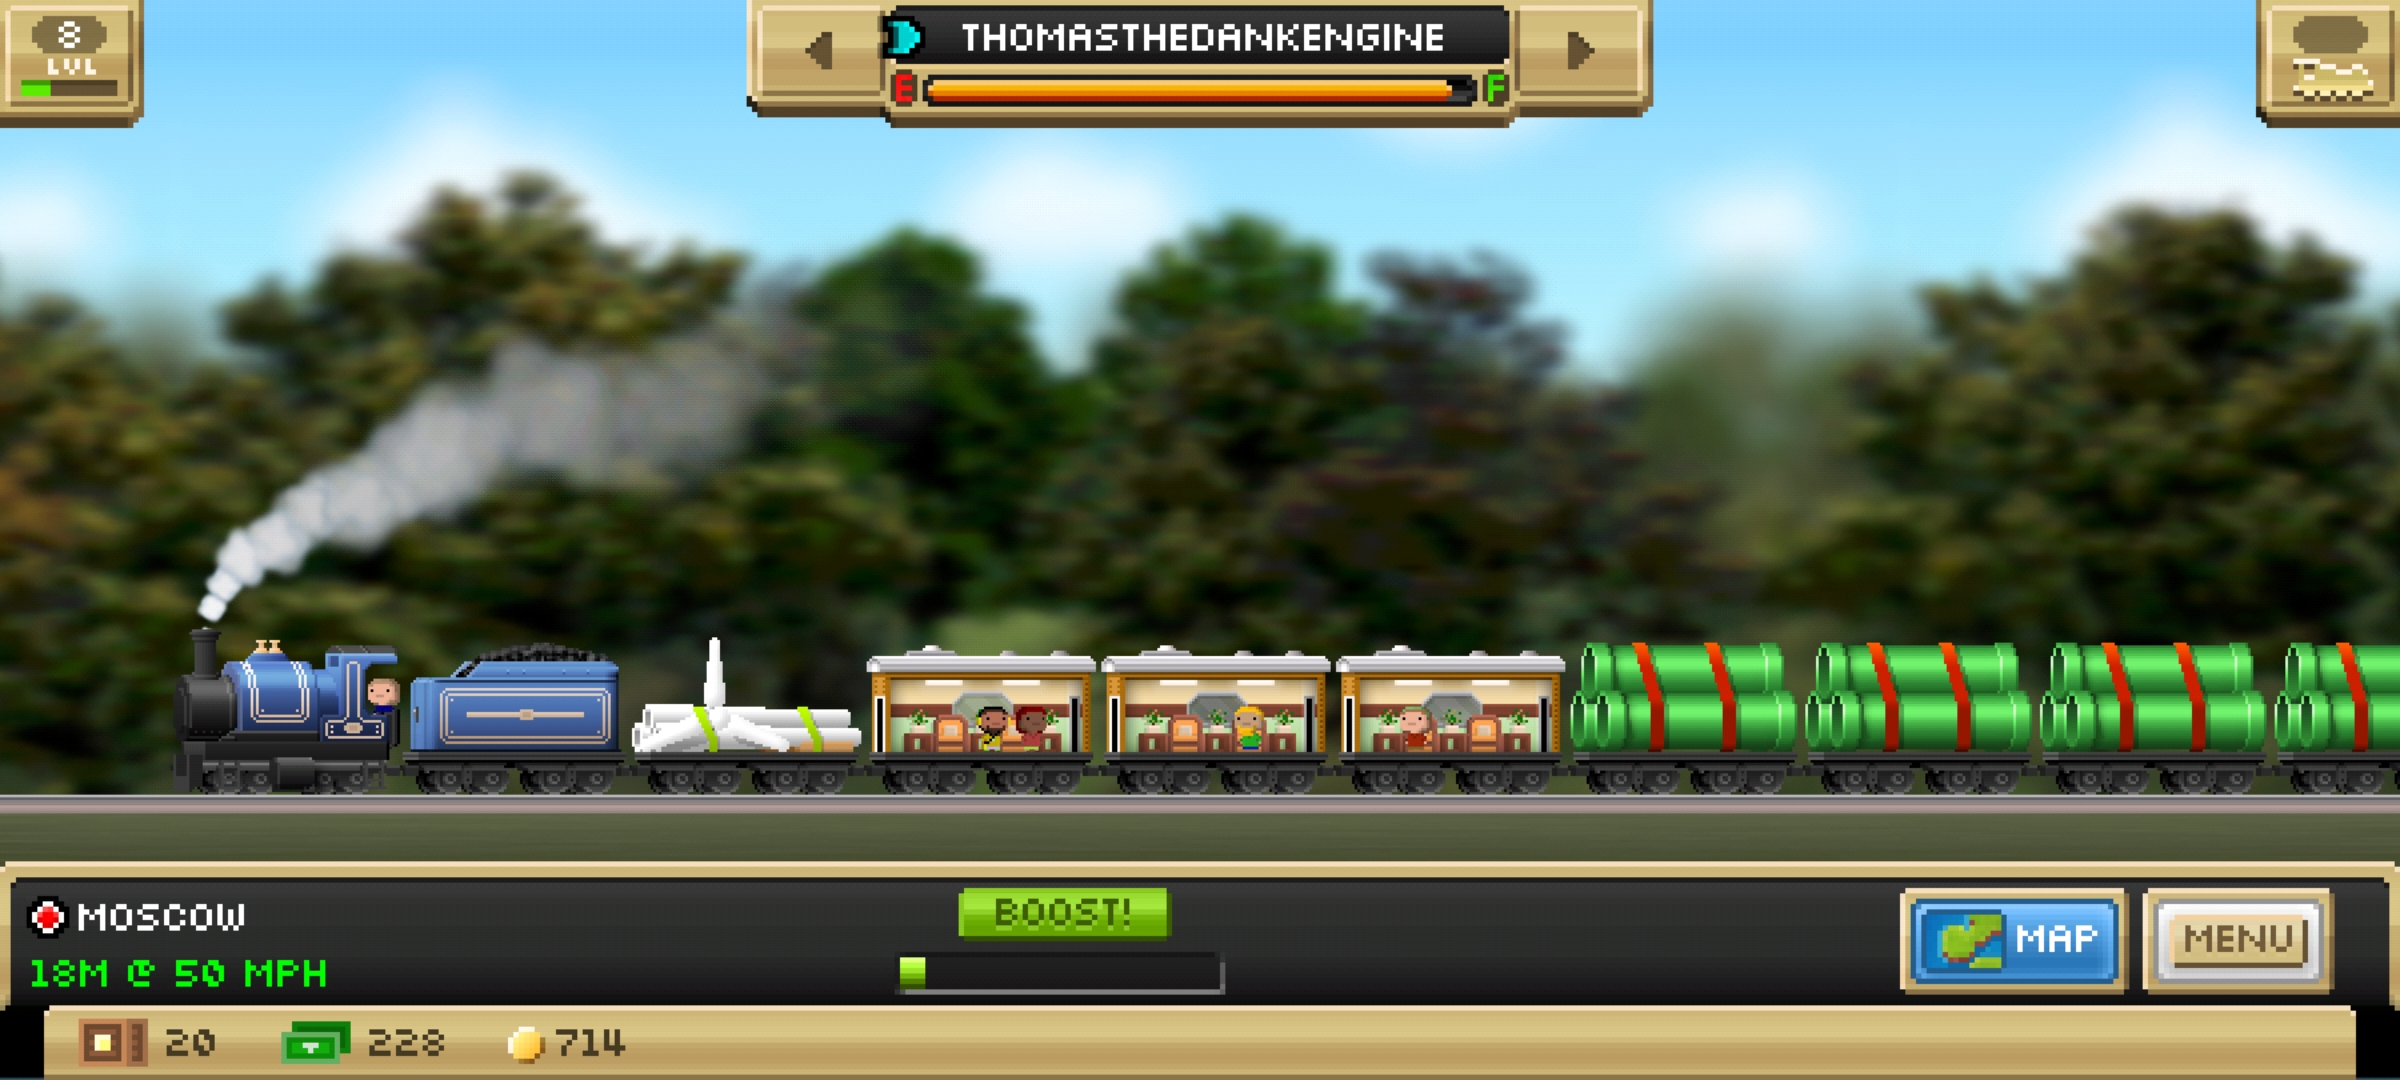 8
LVL
THOMASTHEDANKENGINE
E F
MOSCOW
BOOST!
18M @ 50 MPH
MAP
MENU
20 228 714